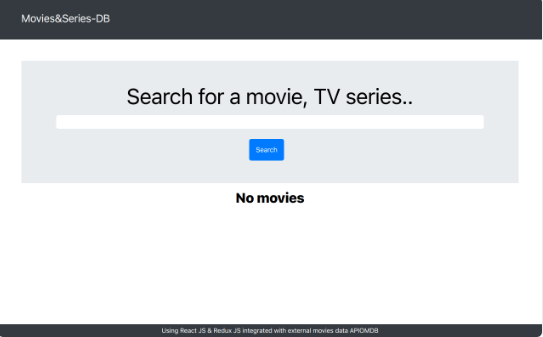 Movies&Series-DB
Search for a movie, TV series..
Search
No movies
Using React JS & Redux JS integrated with external movies data APIOMDB